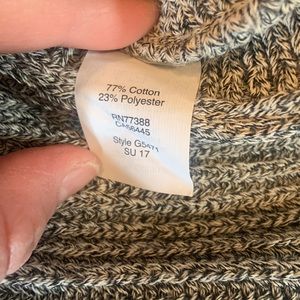 77% Cotton
23% Polyester
RN77388
CA56445
Style G5471
SU 17